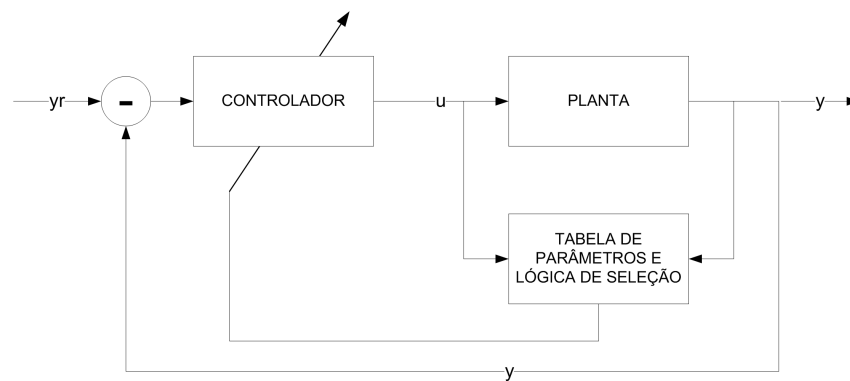 yr
-
CONTROLADOR
u
PLANTA
y
TABELA DE
PARÂMETROS E
LÓGICA DE SELEÇÃO
y